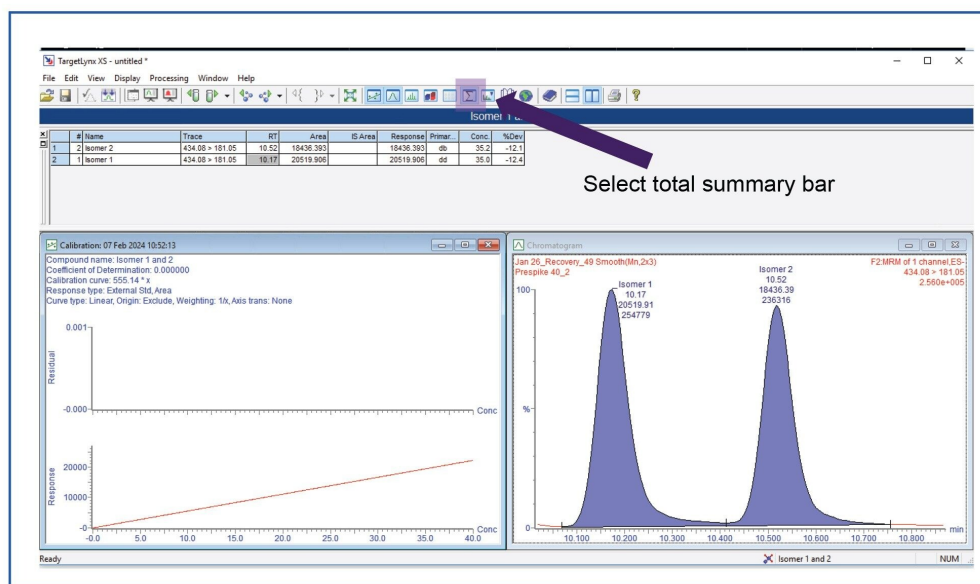 TargetLynx XS - untitled *
File Edit View Display Processing Window Help
Isomer 1 a
# Name Trace RT Area IS Area Response Primar... Conc. %Dev
1 2 Isomer 2 434.08 > 181.05 10.52 18436.393 18436.393 db 35.2 -12.1
2 1 Isomer 1 434.08 > 181.05 10.17 20519.906 20519.906 dd 35.0 -12.4
Select total summary bar
Calibration: 07 Feb 2024 10:52:13
Compound name: Isomer 1 and 2
Coefficient of Determination: 0.000000
Calibration curve: 555.14 * x
Response type: External Std, Area
Curve type: Linear, Origin: Exclude, Weighting: 1/x, Axis trans: None
0.001
Residual
-0.000
Conc
20000
Response
10000
-0
Conc
-0.0 5.0 10.0 15.0 20.0 25.0 30.0 35.0 40.0
Chromatogram
Jan 26_Recovery_49 Smooth(Mn,2x3)
Prespike 40_2
F2:MRM of 1 channel,ES-
434.08 > 181.05
2.560e+005
100
Isomer 1
10.17
20519.91
254779
Isomer 2
10.52
18436.39
236316
%
0
min
10.100 10.200 10.300 10.400 10.500 10.600 10.700 10.800
Ready
Isomer 1 and 2
NUM